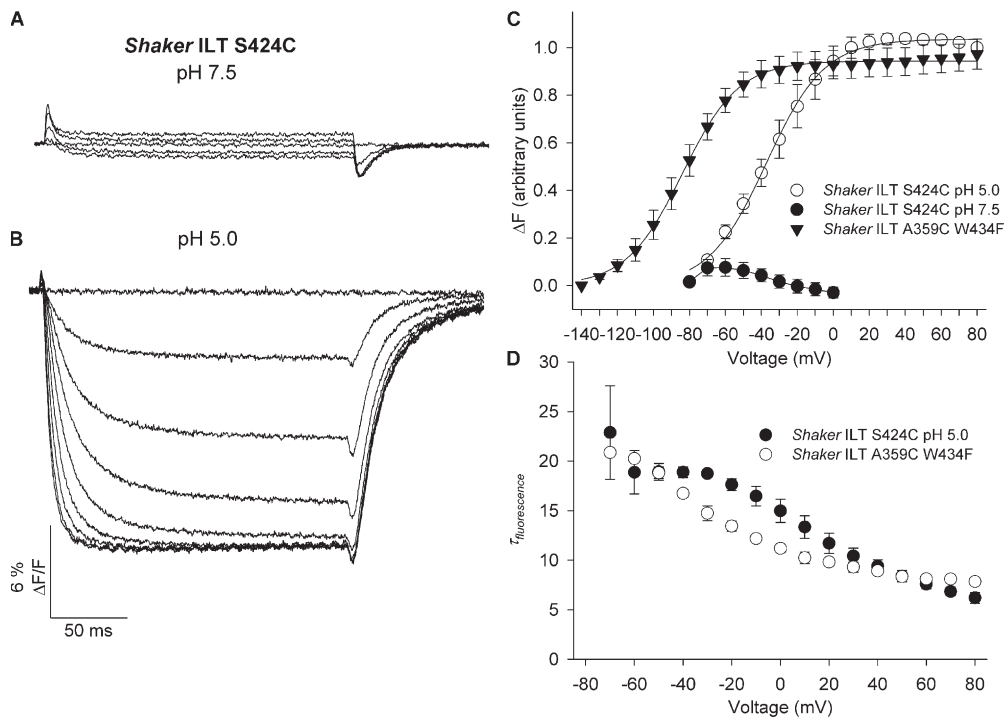 A
Shaker ILT S424C
pH 7.5
B
pH 5.0
6 %
ΔF/F
50 ms
C
1.0
0.8
0.6
0.4
0.2
0.0
ΔF (arbitrary units)
Shaker ILT S424C pH 5.0
Shaker ILT S424C pH 7.5
Shaker ILT A359C W434F
-140 -120 -100 -80 -60 -40 -20 0 20 40 60 80
Voltage (mV)
D
30
25
20
15
10
5
0
τfluorescence
Shaker ILT S424C pH 5.0
Shaker ILT A359C W434F
-80 -60 -40 -20 0 20 40 60 80
Voltage (mV)